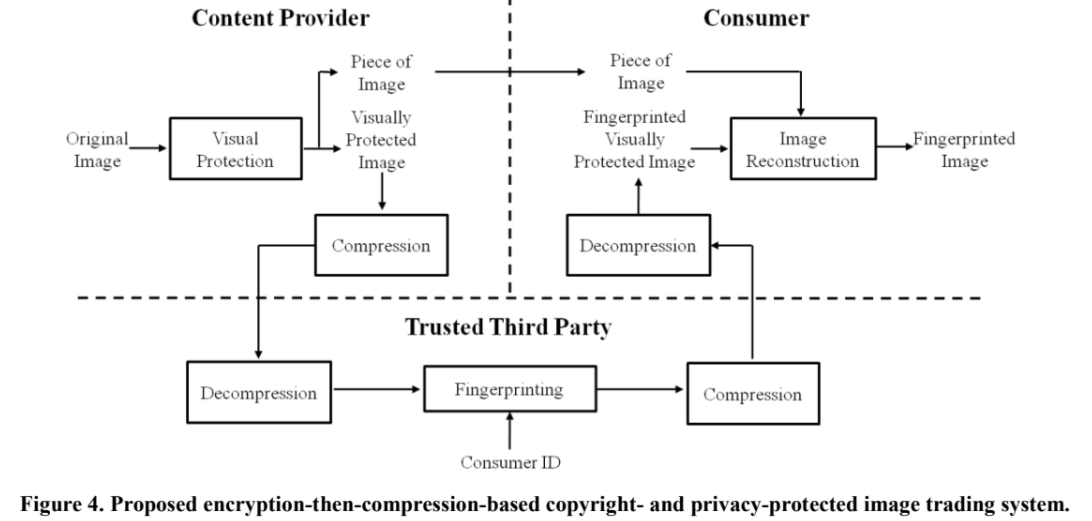 Content Provider
Consumer
Piece of
Image
Piece of
Image
Original
Image
Visual
Protection
Visually
Protected
Image
Fingerprinted
Visually
Protected Image
Image
Reconstruction
Fingerprinted
Image
Compression
Decompression
Trusted Third Party
Decompression
Fingerprinting
Compression
Consumer ID
Figure 4. Proposed encryption-then-compression-based copyright- and privacy-protected image trading system.